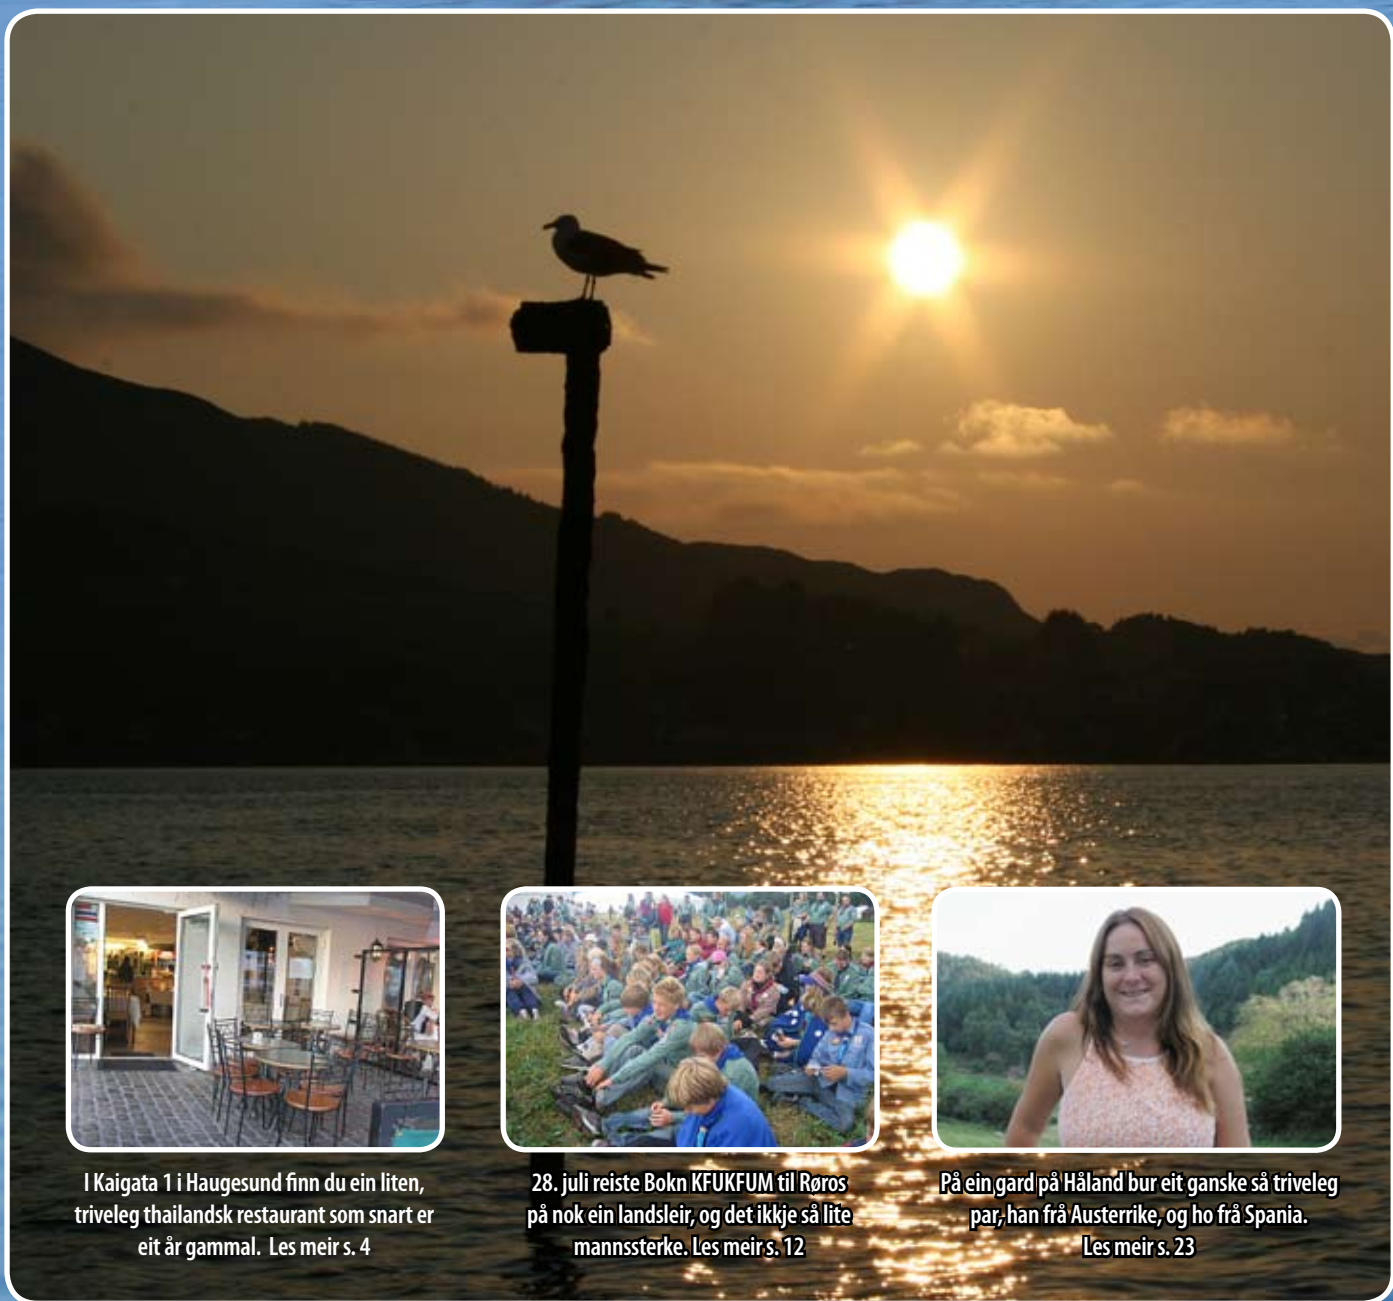 I Kaigata 1 i Haugesund finn du ein liten,
triveleg thailandsk restaurant som snart er
eit år gammal. Les meir s. 4
28. juli reiste Bokn KFUKFUM til Røros
på nok ein landsleir, og det ikkje så lite
mannssterke. Les meir s. 12
På ein gard på Håland bur eit ganske så triveleg
par, han frå Austerrike, og ho frå Spania.
Les meir s. 23